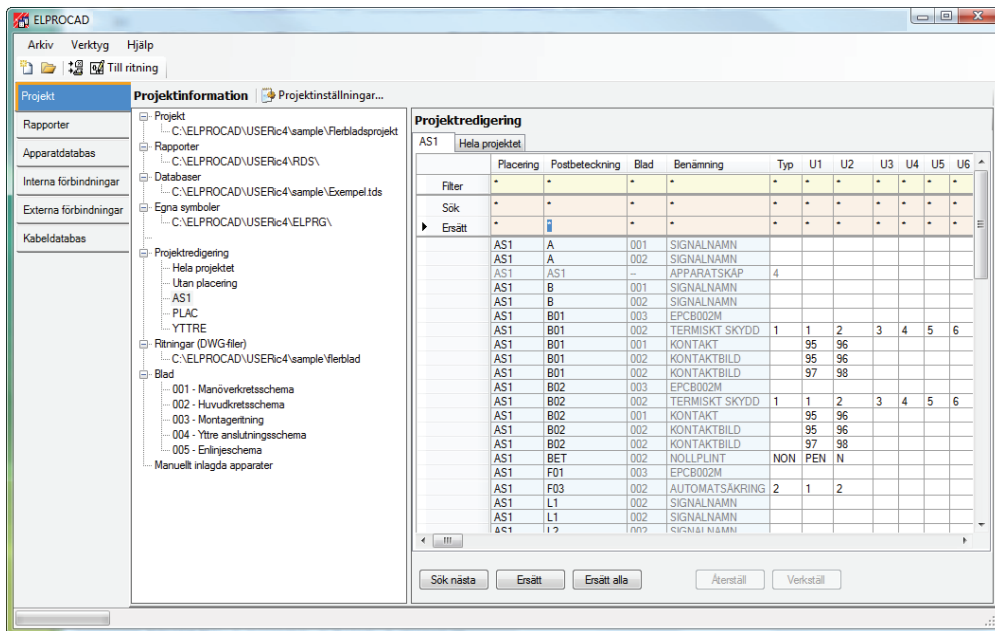 ELPROCAD
Arkiv Verktyg Hjälp
Till ritning
Projekt
Rapporter
Apparatdatabas
Interna förbindningar
Externa förbindningar
Kabeldatabas
Projektinformation Projektinställningar...
Projekt
C:\ELPROCAD\USERic4\sample\Flerbladsprojekt
Rapporter
C:\ELPROCAD\USERic4\RDS\
Databaser
C:\ELPROCAD\USERic4\sample\Exempel.tds
Egna symboler
C:\ELPROCAD\USERic4\ELPRG\
Projektredigering
Hela projektet
Utan placering
AS1
PLAC
YTTRE
Ritningar (DWG-filer)
C:\ELPROCAD\USERic4\sample\flerblad
Blad
001 - Manöverkretsschema
002 - Huvudkretsschema
003 - Montageritning
004 - Yttre anslutningsschema
005 - Enlinjeschema
Manuellt inlagda apparater
Projektredigering
AS1 Hela projektet
Placering Postbeteckning Blad Benämning Typ U1 U2 U3 U4 U5 U6
Filter * * * * * * * * * * *
Sök * * * * * * * * * * *
Ersätt * * * * * * * * * * *
AS1 A 001 SIGNALNAMN
AS1 A 002 SIGNALNAMN
AS1 AS1 -- APPARATSKÅP 4
AS1 B 001 SIGNALNAMN
AS1 B 002 SIGNALNAMN
AS1 B01 003 EPCB002M
AS1 B01 002 TERMISKT SKYDD 1 1 2 3 4 5 6
AS1 B01 001 KONTAKT 95 96
AS1 B01 002 KONTAKTBILD 95 96
AS1 B01 002 KONTAKTBILD 97 98
AS1 B02 003 EPCB002M
AS1 B02 002 TERMISKT SKYDD 1 1 2 3 4 5 6
AS1 B02 001 KONTAKT 95 96
AS1 B02 002 KONTAKTBILD 95 96
AS1 B02 002 KONTAKTBILD 97 98
AS1 BET 002 NOLLPLINT NON PEN N
AS1 F01 003 EPCB002M
AS1 F03 002 AUTOMATSÄKRING 2 1 2
AS1 L1 002 SIGNALNAMN
AS1 L1 002 SIGNALNAMN
AS1 L2 002 SIGNALNAMN
Sök nästa Ersätt Ersätt alla Återställ Verkställ